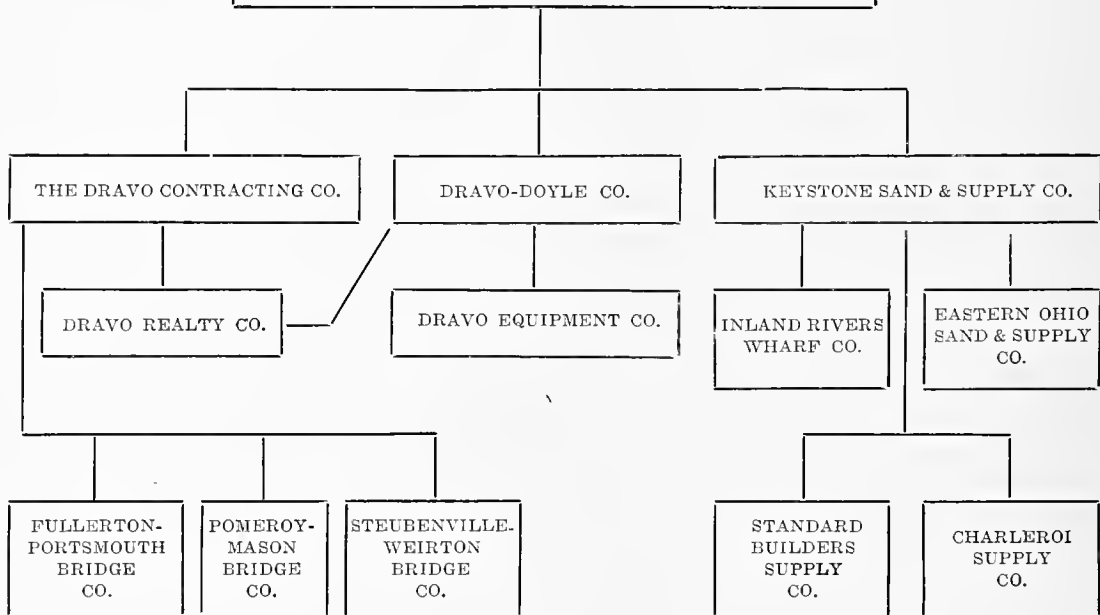 THE DRAVO CONTRACTING CO.
DRAVO-DOYLE CO.
KEYSTONE SAND & SUPPLY CO.
DRAVO REALTY CO.
DRAVO EQUIPMENT CO.
INLAND RIVERS
WHARF CO.
EASTERN OHIO
SAND & SUPPLY
CO.
FULLERTON-
PORTSMOUTH
BRIDGE
CO.
POMEROY-
MASON
BRIDGE
CO.
STEUBENVILLE-
WEIRTON
BRIDGE
CO.
STANDARD
BUILDERS
SUPPLY
CO.
CHARLEROI
SUPPLY
CO.